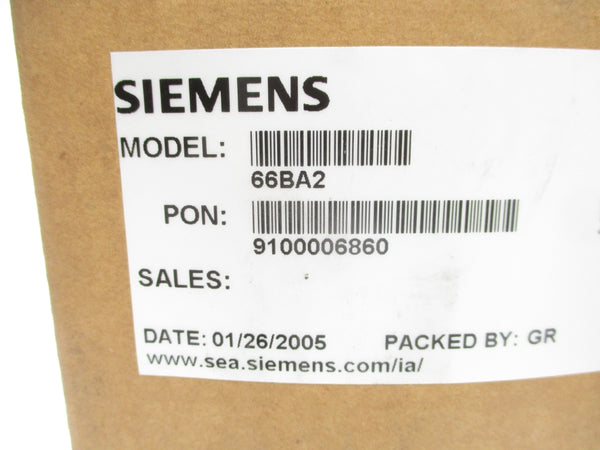 SIEMENS
MODEL:
66BA2
PON:
9100006860
SALES:
DATE: 01/26/2005 PACKED BY: GR
www.sea.siemens.com/ia/